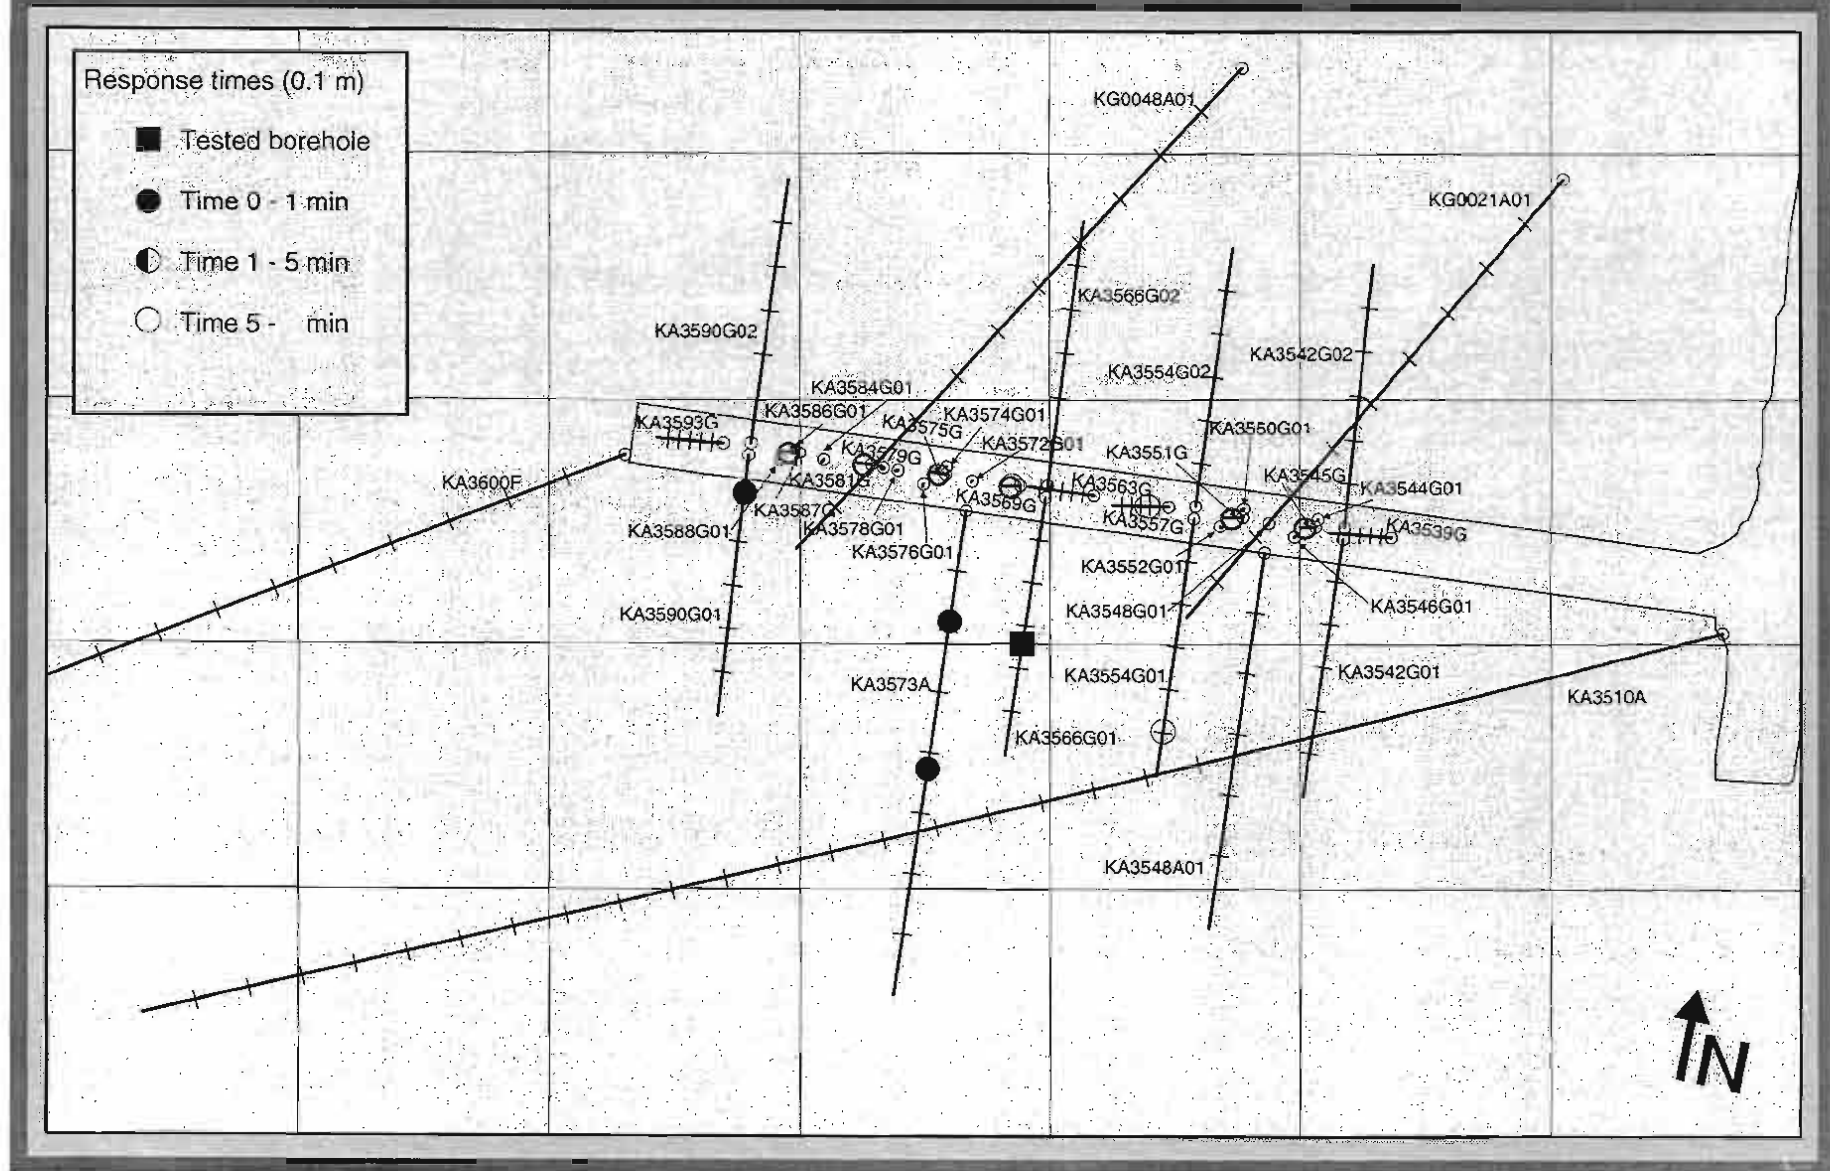 Response times (0.1 m)
Tested borehole
Time 0 - 1 min
Time 1 - 5 min
Time 5 - min
KG0048A01
KG0021A01
KA3566G02
KA3590G02
KA3542G02
KA3554G02
KA3584G01
KA3586G01
KA3574G01
KA3593G
KA3575G
KA3550G01
KA3572G01
KA3551G
KA3579G
KA3600F
KA3581G
KA3545G
KA3563G
KA3544G01
KA3569G
KA3587G
KA3557G
KA3588G01
KA3578G01
KA3539G
KA3576G01
KA3552G01
KA3548G01
KA3546G01
KA3590G01
KA3573A
KA3554G01
KA3542G01
KA3510A
KA3566G01
KA3548A01
N